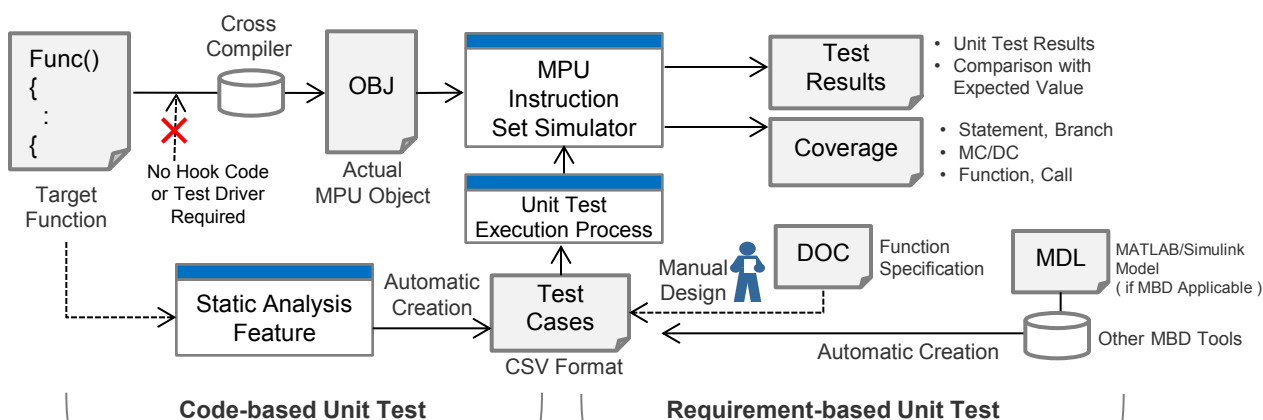 Func()
{
:
{
Target
Function
No Hook Code
or Test Driver
Required
Cross
Compiler
OBJ
Actual
MPU Object
MPU
Instruction
Set Simulator
Test
Results
• Unit Test Results
• Comparison with
Expected Value
Coverage
• Statement, Branch
• MC/DC
• Function, Call
Unit Test
Execution Process
Static Analysis
Feature
Automatic
Creation
Test
Cases
CSV Format
Manual
Design
DOC
Function
Specification
MDL
MATLAB/Simulink
Model
( if MBD Applicable )
Other MBD Tools
Automatic Creation
Code-based Unit Test
Requirement-based Unit Test